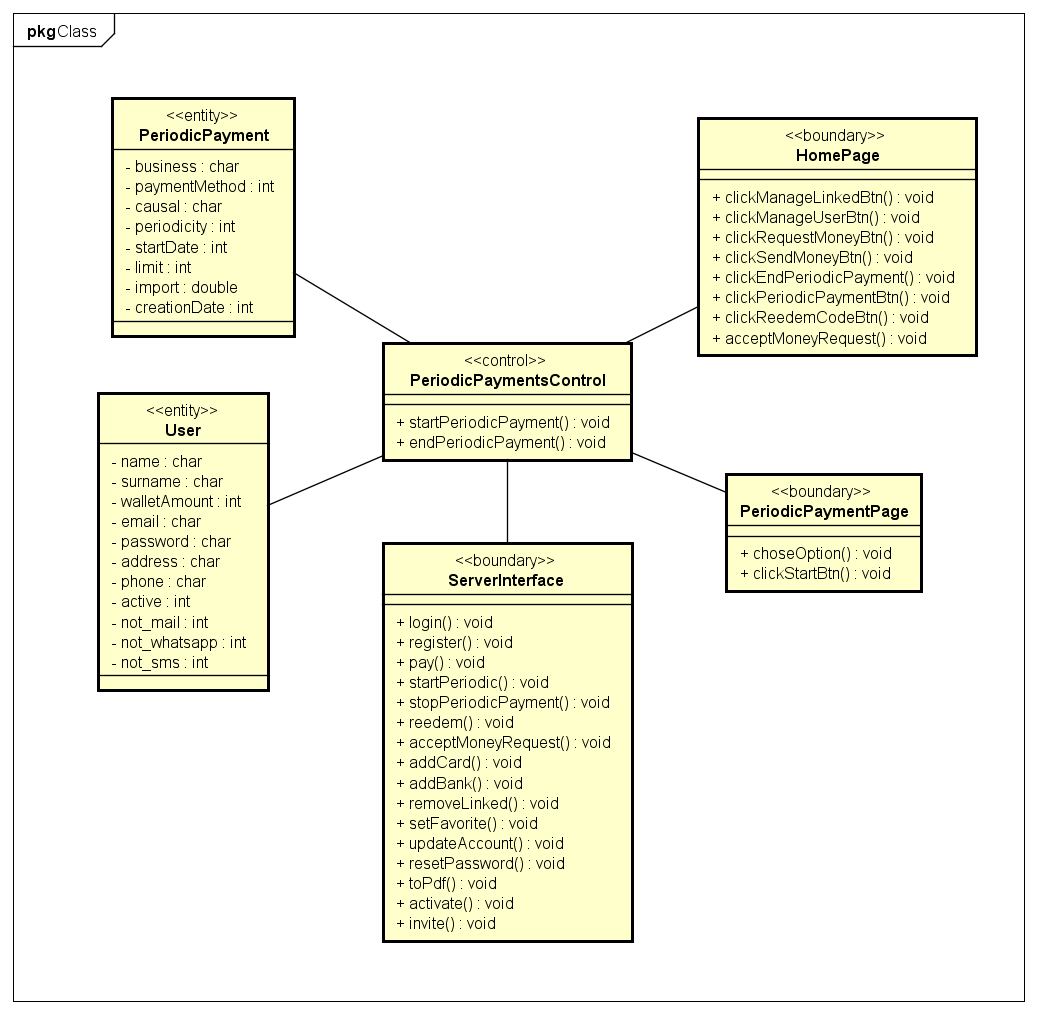 pkgClass
<<entity>>
PeriodicPayment
- business : char
- paymentMethod : int
- causal : char
- periodicity : int
- startDate : int
- limit : int
- import : double
- creationDate : int
<<boundary>>
HomePage
+ clickManageLinkedBtn() : void
+ clickManageUserBtn() : void
+ clickRequestMoneyBtn() : void
+ clickSendMoneyBtn() : void
+ clickEndPeriodicPayment() : void
+ clickPeriodicPaymentBtn() : void
+ clickReedemCodeBtn() : void
+ acceptMoneyRequest() : void
<<control>>
PeriodicPaymentsControl
+ startPeriodicPayment() : void
+ endPeriodicPayment() : void
<<entity>>
User
- name : char
- surname : char
- walletAmount : int
- email : char
- password : char
- address : char
- phone : char
- active : int
- not_mail : int
- not_whatsapp : int
- not_sms : int
<<boundary>>
PeriodicPaymentPage
+ choseOption() : void
+ clickStartBtn() : void
<<boundary>>
ServerInterface
+ login() : void
+ register() : void
+ pay() : void
+ startPeriodic() : void
+ stopPeriodicPayment() : void
+ reedem() : void
+ acceptMoneyRequest() : void
+ addCard() : void
+ addBank() : void
+ removeLinked() : void
+ setFavorite() : void
+ updateAccount() : void
+ resetPassword() : void
+ toPdf() : void
+ activate() : void
+ invite() : void